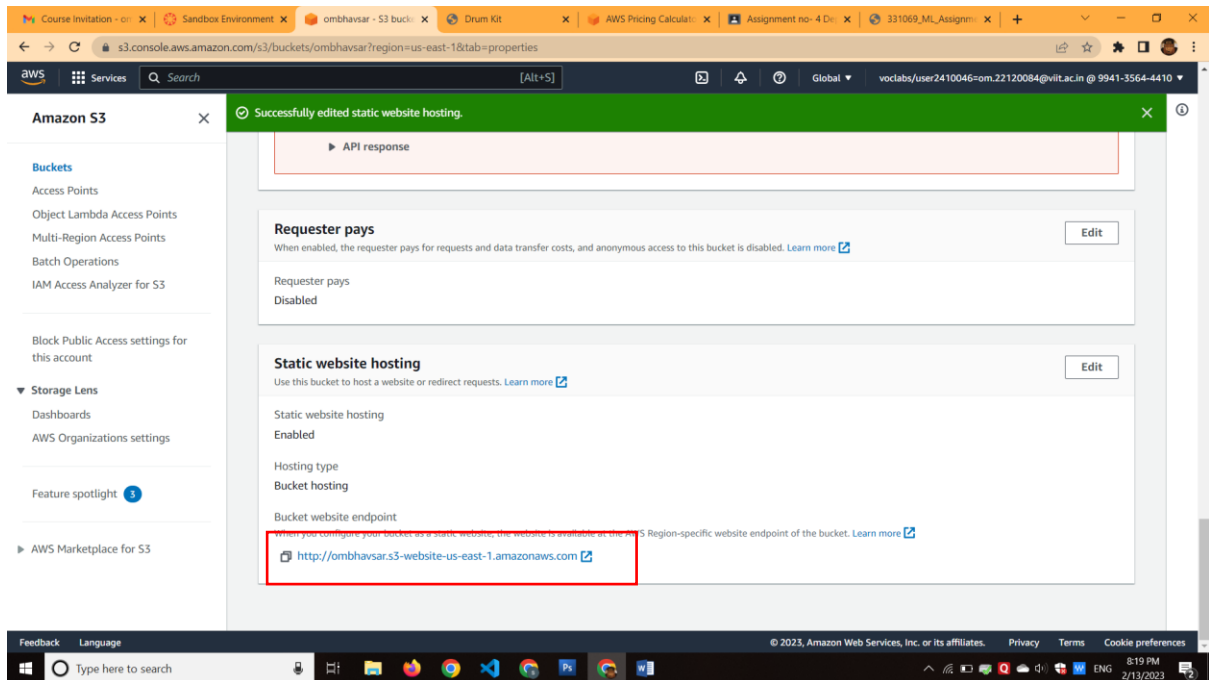 Course Invitation - on
Sandbox Environment
ombhavsar - S3 bucke
Drum Kit
AWS Pricing Calculato
Assignment no- 4 De
331069_ML_Assignm
s3.console.aws.amazon.com/s3/buckets/ombhavsar?region=us-east-1&tab=properties
aws Services Search [Alt+S] Global voclabs/user2410046=om.22120084@viit.ac.in @ 9941-3564-4410
Amazon S3
Successfully edited static website hosting.
API response
Buckets
Access Points
Object Lambda Access Points
Multi-Region Access Points
Batch Operations
IAM Access Analyzer for S3
Block Public Access settings for
this account
Storage Lens
Dashboards
AWS Organizations settings
Feature spotlight 3
AWS Marketplace for S3
Requester pays
Edit
When enabled, the requester pays for requests and data transfer costs, and anonymous access to this bucket is disabled. Learn more
Requester pays
Disabled
Static website hosting
Edit
Use this bucket to host a website or redirect requests. Learn more
Static website hosting
Enabled
Hosting type
Bucket hosting
Bucket website endpoint
When you configure your bucket as a static website, the website is available at the AWS Region-specific website endpoint of the bucket. Learn more
http://ombhavsar.s3-website-us-east-1.amazonaws.com
Feedback Language © 2023, Amazon Web Services, Inc. or its affiliates. Privacy Terms Cookie preferences
Type here to search
ENG
8:19 PM
2/13/2023
2